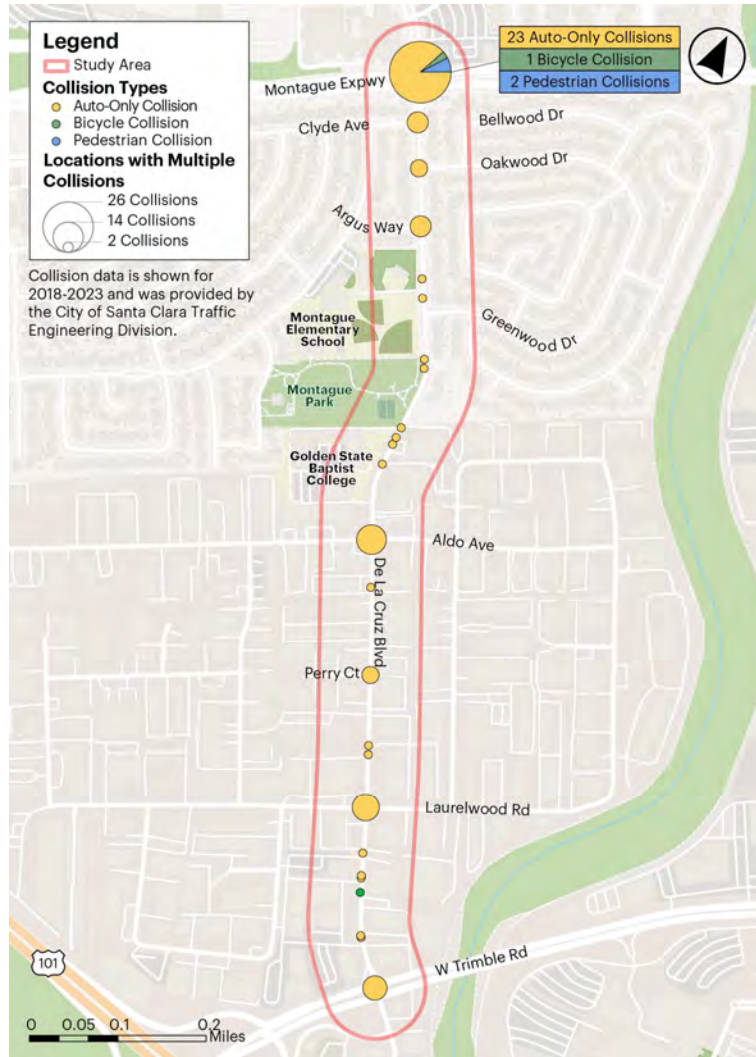 Legend
Study Area
Collision Types
Auto-Only Collision
Bicycle Collision
Pedestrian Collision
Locations with Multiple
Collisions
26 Collisions
14 Collisions
2 Collisions
Collision data is shown for
2018-2023 and was provided by
the City of Santa Clara Traffic
Engineering Division.
23 Auto-Only Collisions
1 Bicycle Collision
2 Pedestrian Collisions
Montague Expwy
Clyde Ave
Bellwood Dr
Oakwood Dr
Argus Way
Greenwood Dr
Montague
Elementary
School
Montague
Park
Golden State
Baptist
College
Aldo Ave
De La Cruz Blvd
Perry Ct
Laurelwood Rd
W Trimble Rd
101
0 0.05 0.1 0.2
Miles